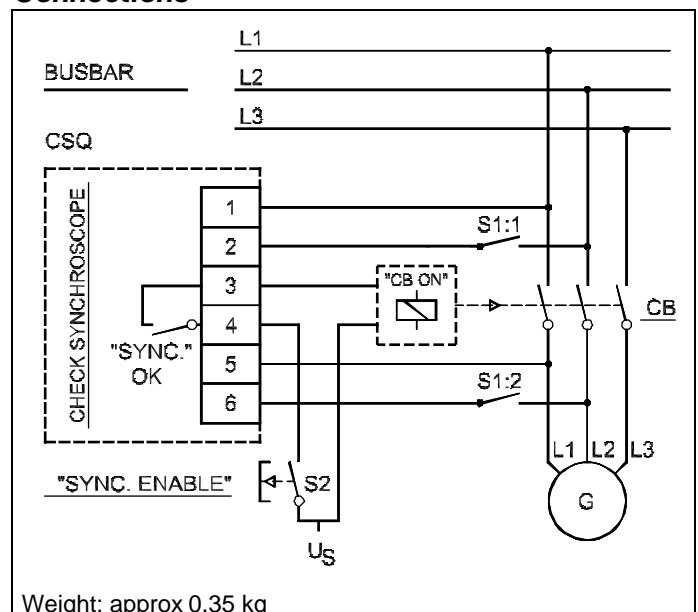 Connections
L1
BUSBAR
L2
L3
CSQ
CHECK SYNCHROSCOPE
1
2
3
4
5
6
S1:1
"CB ON"
CB
"SYNC."
OK
S1:2
L1 L2 L3
"SYNC. ENABLE"
S2
G
US
Weight: approx 0.35 kg